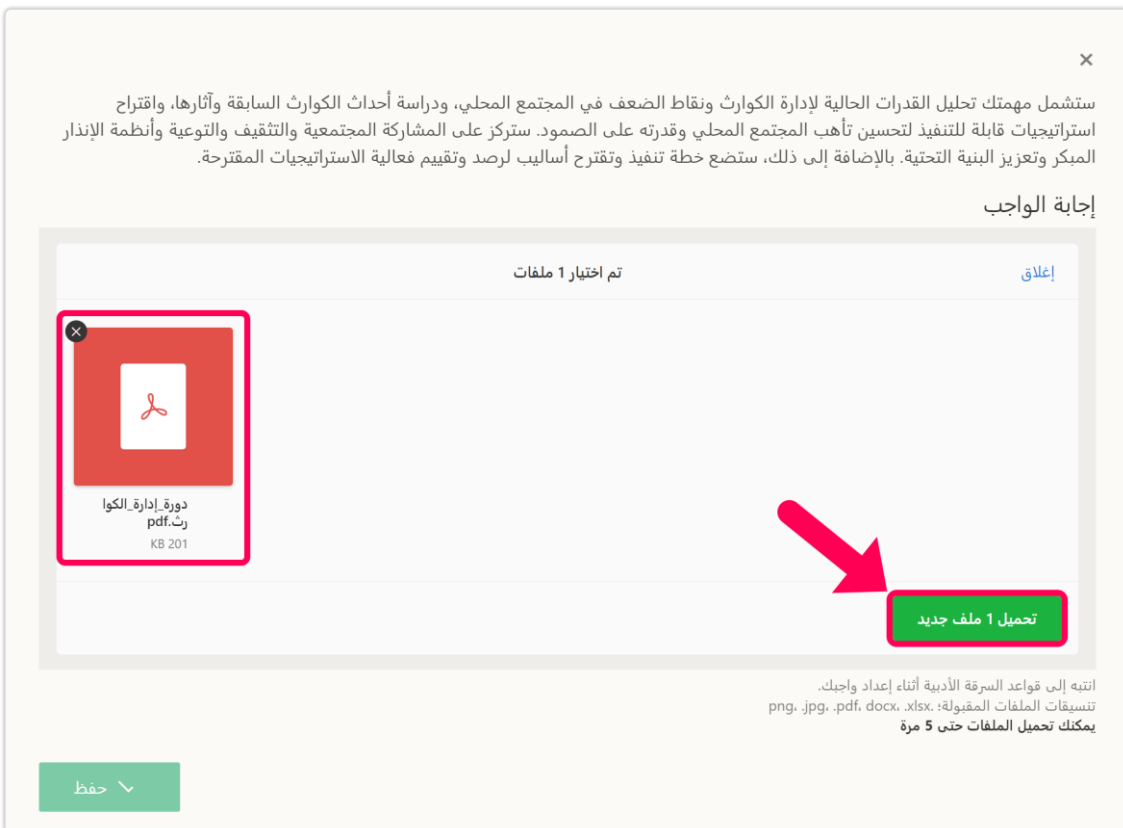 ستشمل مهمتك تحليل القدرات الحالية لإدارة الكوارث ونقاط الضعف في المجتمع المحلي، ودراسة أحداث الكوارث السابقة وآثارها، واقتراح
استراتيجيات قابلة للتنفيذ لتحسين تأهب المجتمع المحلي وقدرته على الصمود. ستركز على المشاركة المجتمعية والتثقيف والتوعية وأنظمة الإنذار
المبكر وتعزيز البنية التحتية. بالإضافة إلى ذلك، ستضع خطة تنفيذ وتقترح أساليب لرصد وتقييم فعالية الاستراتيجيات المقترحة.
إجابة الواجب
إغلاق
تم اختيار 1 ملفات
دورة_إدارة_الكوا
رث.pdf
KB 201
تحميل 1 ملف جديد
انتبه إلى قواعد السرقة الأدبية أثناء إعداد واجبك.
تنسيقات الملفات المقبولة؛ .png، .jpg، .pdf، docx، .xlsx
يمكنك تحميل الملفات حتى 5 مرة
حفظ